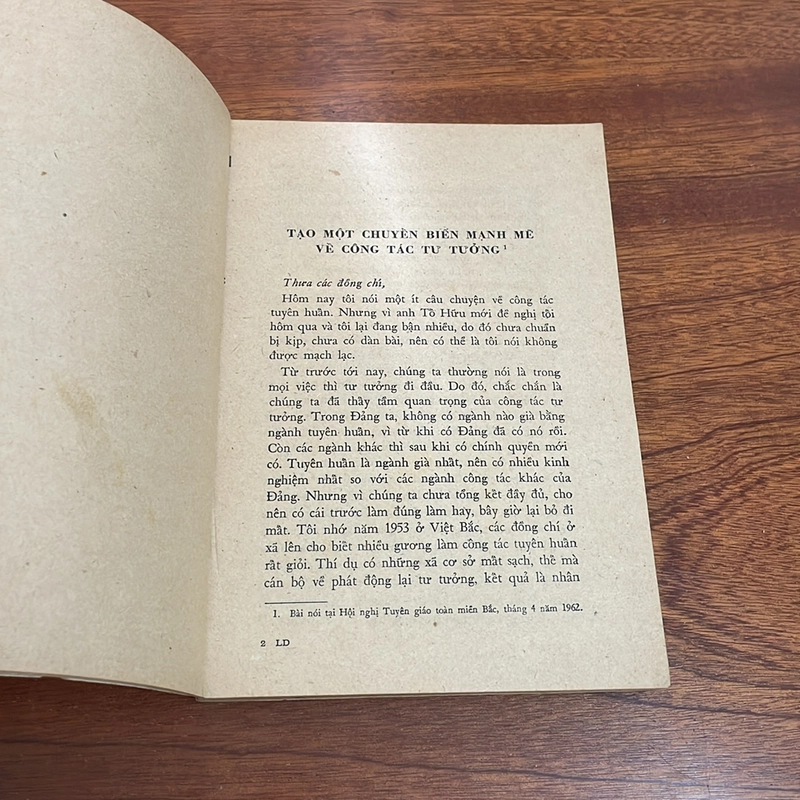 TẠO MỘT CHUYỂN BIẾN MẠNH MẼ
VỀ CÔNG TÁC TƯ TƯỞNG ¹
Thưa các đồng chí,
Hôm nay tôi nói một ít câu chuyện về công tác
tuyên huấn. Nhưng vì anh Tố Hữu mới đề nghị tôi
hôm qua và tôi lại đang bận nhiều, do đó chưa chuẩn
bị kịp, chưa có dàn bài, nên có thể là tôi nói không
được mạch lạc.
Từ trước tới nay, chúng ta thường nói là trong
mọi việc thì tư tưởng đi đầu. Do đó, chắc chắn là
chúng ta đã thấy tầm quan trọng của công tác tư
tưởng. Trong Đảng ta, không có ngành nào già bằng
ngành tuyên huấn, vì từ khi có Đảng đã có nó rồi.
Còn các ngành khác thì sau khi có chính quyền mới
có. Tuyên huấn là ngành già nhất, nên có nhiều kinh
nghiệm nhất so với các ngành công tác khác của
Đảng. Nhưng vì chúng ta chưa tổng kết đầy đủ, cho
nên có cái trước làm đúng làm hay, bây giờ lại bỏ đi
mất. Tôi nhớ năm 1953 ở Việt Bắc, các đồng chí ở
xã lên cho biết nhiều gương làm công tác tuyên huấn
rất giỏi. Thí dụ có những xã cơ sở mất sạch, thế mà
cán bộ về phát động lại tư tưởng, kết quả là nhân
1. Bài nói tại Hội nghị Tuyên giáo toàn miền Bắc, tháng 4 năm 1962.
2 LD